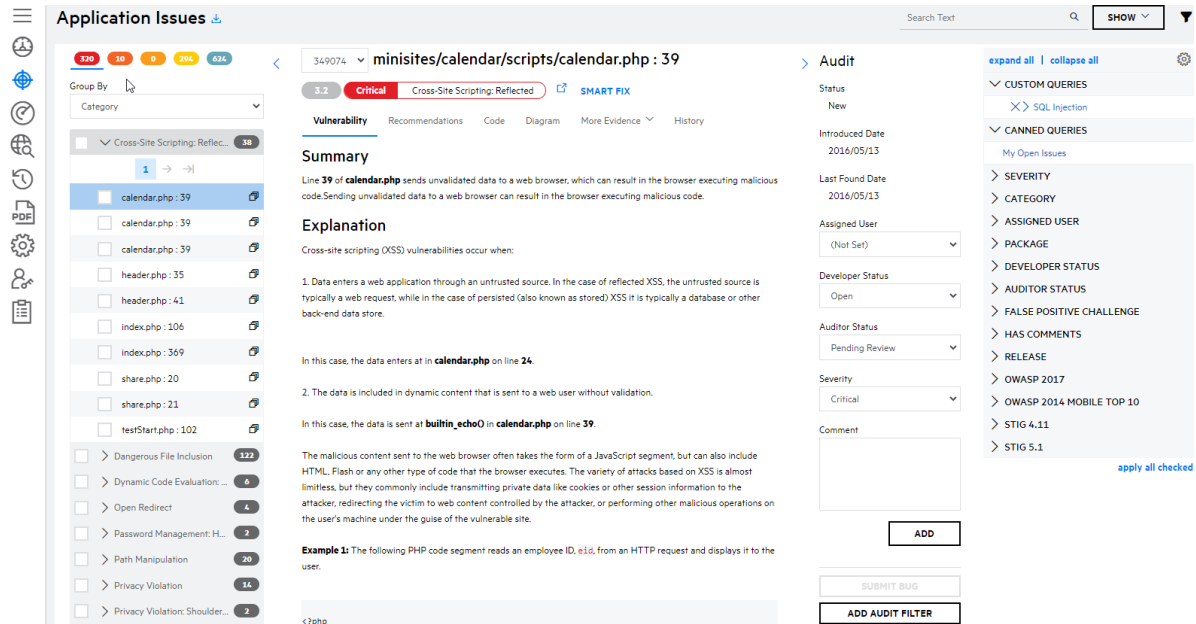 Application Issues
Search Text
SHOW
320 10 0 294 624
Group By
Category
Cross-Site Scripting: Reflec... 38
1
calendar.php : 39
calendar.php : 39
calendar.php : 39
header.php : 35
header.php : 41
index.php : 106
index.php : 369
share.php : 20
share.php : 21
testStart.php : 102
Dangerous File Inclusion 122
Dynamic Code Evaluation: ... 6
Open Redirect 4
Password Management: H... 2
Path Manipulation 20
Privacy Violation 14
Privacy Violation: Shoulder... 2
PDF
349074 minisites/calendar/scripts/calendar.php : 39
3.2 Critical Cross-Site Scripting: Reflected SMART FIX
Vulnerability Recommendations Code Diagram More Evidence History
Summary
Line 39 of calendar.php sends unvalidated data to a web browser, which can result in the browser executing malicious
code.Sending unvalidated data to a web browser can result in the browser executing malicious code.
Explanation
Cross-site scripting (XSS) vulnerabilities occur when:
1. Data enters a web application through an untrusted source. In the case of reflected XSS, the untrusted source is
typically a web request, while in the case of persisted (also known as stored) XSS it is typically a database or other
back-end data store.
In this case, the data enters at in calendar.php on line 24.
2. The data is included in dynamic content that is sent to a web user without validation.
In this case, the data is sent at builtin_echo() in calendar.php on line 39.
The malicious content sent to the web browser often takes the form of a JavaScript segment, but can also include
HTML, Flash or any other type of code that the browser executes. The variety of attacks based on XSS is almost
limitless, but they commonly include transmitting private data like cookies or other session information to the
attacker, redirecting the victim to web content controlled by the attacker, or performing other malicious operations on
the user's machine under the guise of the vulnerable site.
Example 1: The following PHP code segment reads an employee ID, eid, from an HTTP request and displays it to the
user.
<?php
Audit
Status
New
Introduced Date
2016/05/13
Last Found Date
2016/05/13
Assigned User
(Not Set)
Developer Status
Open
Auditor Status
Pending Review
Severity
Critical
Comment
ADD
SUBMIT BUG
ADD AUDIT FILTER
expand all | collapse all
CUSTOM QUERIES
SQL Injection
CANNED QUERIES
My Open Issues
SEVERITY
CATEGORY
ASSIGNED USER
PACKAGE
DEVELOPER STATUS
AUDITOR STATUS
FALSE POSITIVE CHALLENGE
HAS COMMENTS
RELEASE
OWASP 2017
OWASP 2014 MOBILE TOP 10
STIG 4.11
STIG 5.1
apply all checked